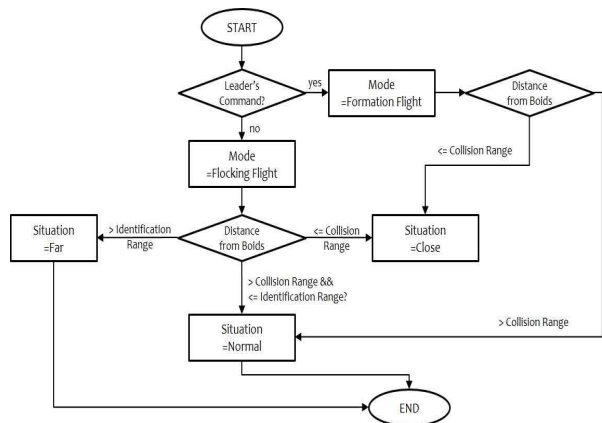 START
Leader's
Command?
yes
Mode
=Formation Flight
Distance
from Boids
no
Mode
=Flocking Flight
<= Collision Range
Situation
=Far
> Identification
Range
Distance
from Boids
<= Collision
Range
Situation
=Close
> Collision Range &&
<= Identification Range?
Situation
=Normal
> Collision Range
END